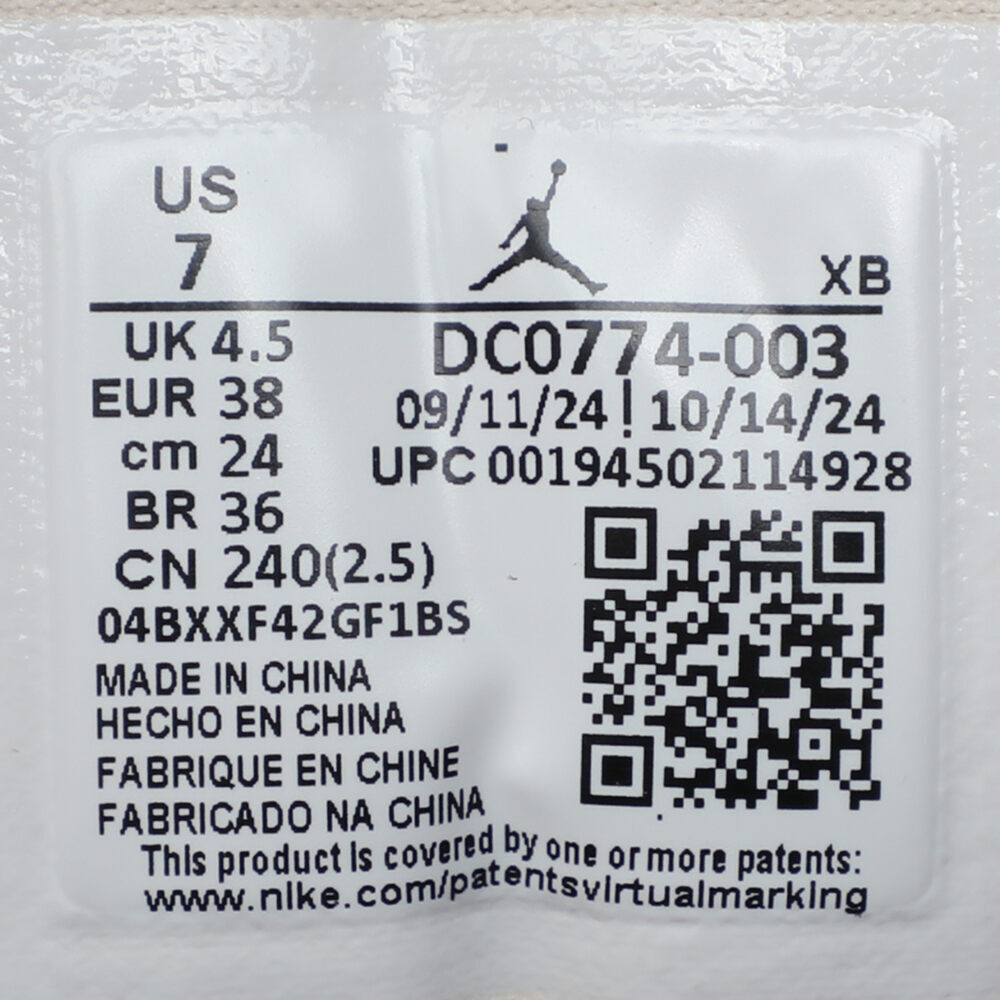 US
7
XB
UK 4.5
EUR 38
cm 24
BR 36
CN 240(2.5)
04BXXF42GF1BS
DC0774-003
09/11/24 | 10/14/24
UPC 00194502114928
MADE IN CHINA
HECHO EN CHINA
FABRIQUE EN CHINE
FABRICADO NA CHINA
This product is covered by one or more patents:
www.nike.com/patentsvirtualmarking